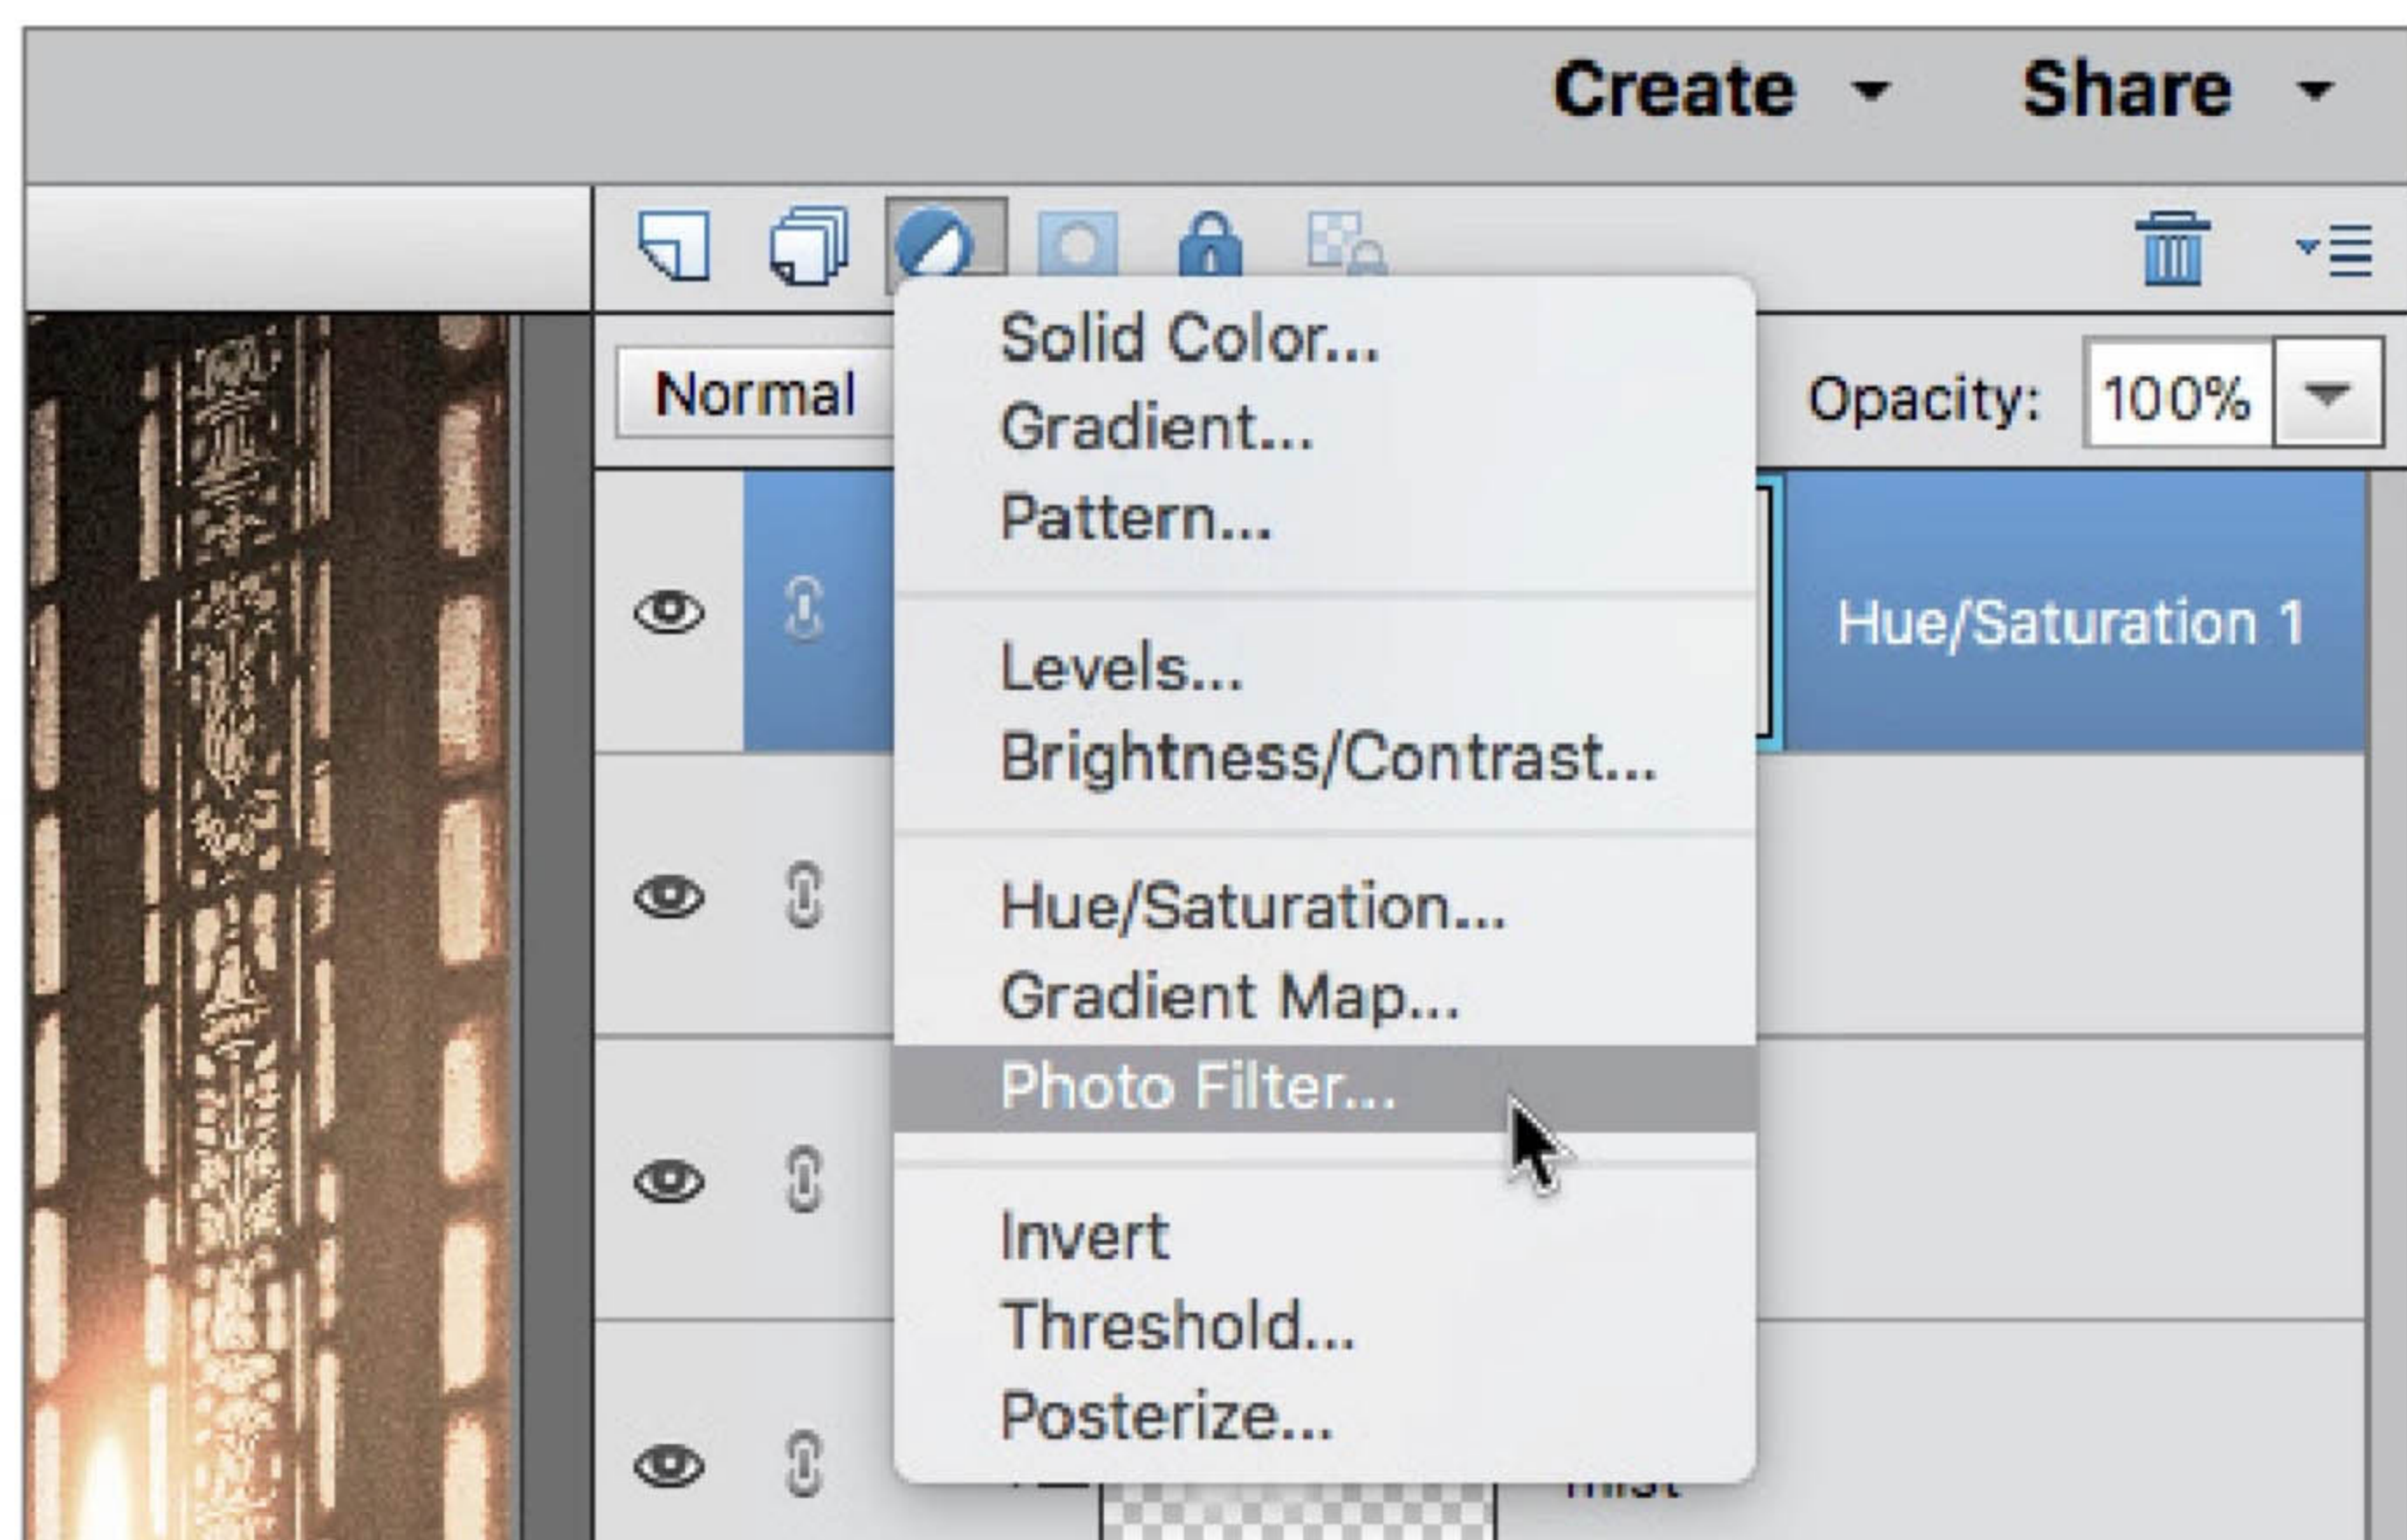 Create Share
Normal
Opacity: 100%
Solid Color...
Gradient...
Pattern...
Hue/Saturation 1
Levels...
Brightness/Contrast...
Hue/Saturation...
Gradient Map...
Photo Filter...
Invert
Threshold...
Posterize...
mist